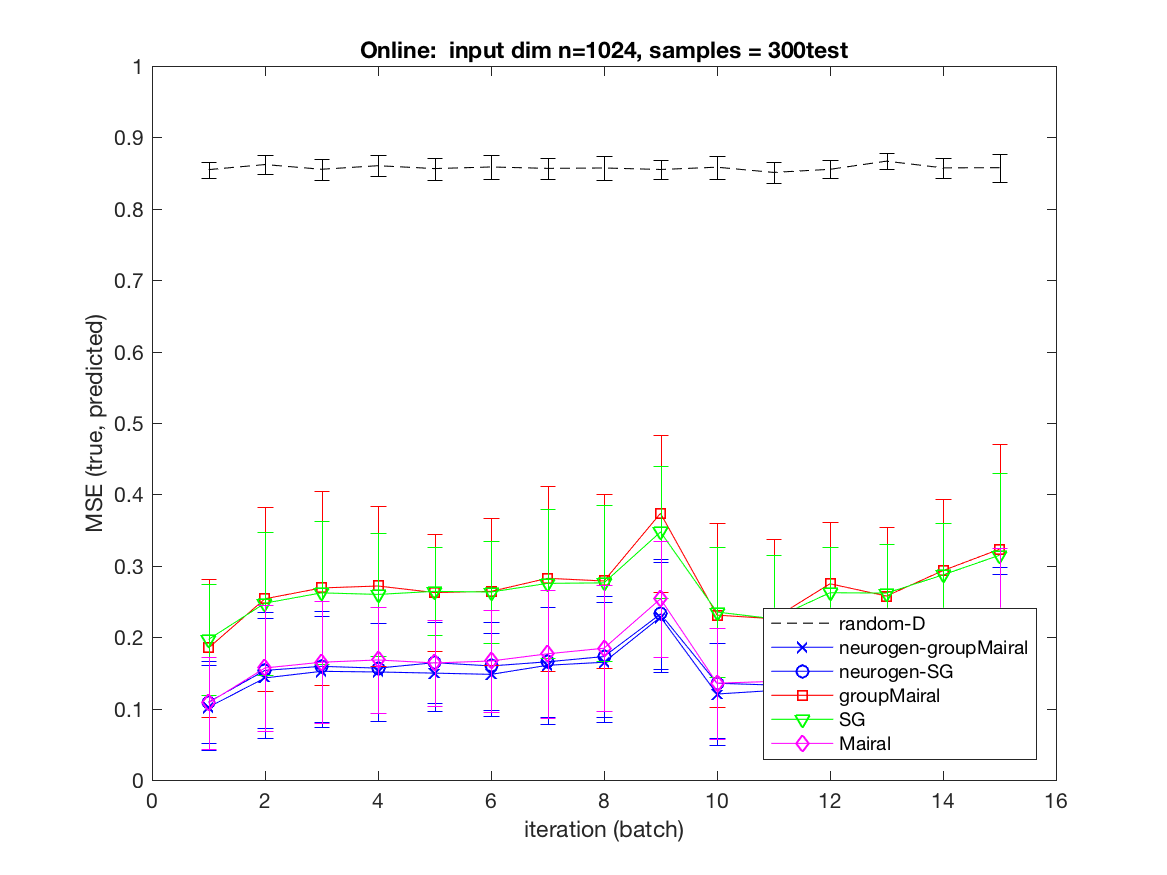 Online:  input dim n=1024, samples = 300test
MSE (true, predicted)
1
0.9
0.8
0.7
0.6
0.5
0.4
0.3
0.2
0.1
0
0 2 4 6 8 10 12 14 16
iteration (batch)
random-D
neurogen-groupMairal
neurogen-SG
groupMairal
SG
Mairal